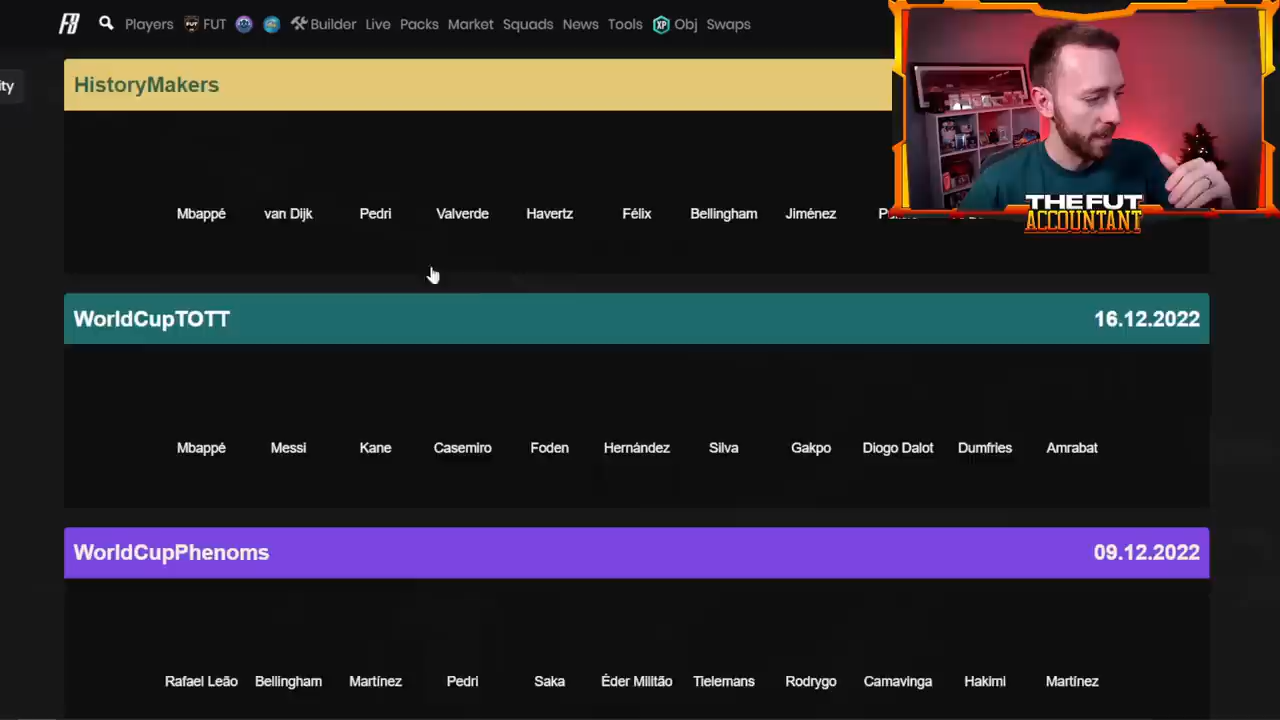 FB Players FUT Builder Live Packs Market Squads News Tools XP Obj Swaps
ity
HistoryMakers
Mbappé van Dijk Pedri Valverde Havertz Félix Bellingham Jiménez
THE FUT
ACCOUNTANT
WorldCupTOTT 16.12.2022
Mbappé Messi Kane Casemiro Foden Hernández Silva Gakpo Diogo Dalot Dumfries Amrabat
WorldCupPhenoms 09.12.2022
Rafael Leão Bellingham Martínez Pedri Saka Éder Militão Tielemans Rodrygo Camavinga Hakimi Martínez